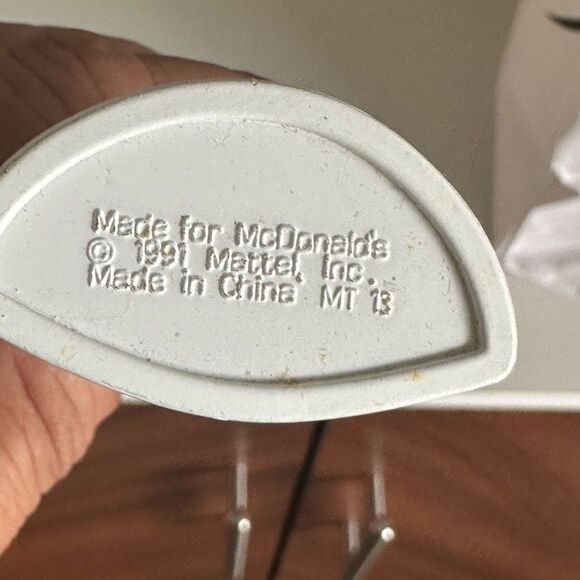 Made for McDonald's
© 1991 Mattel, Inc.
Made in China MT 13